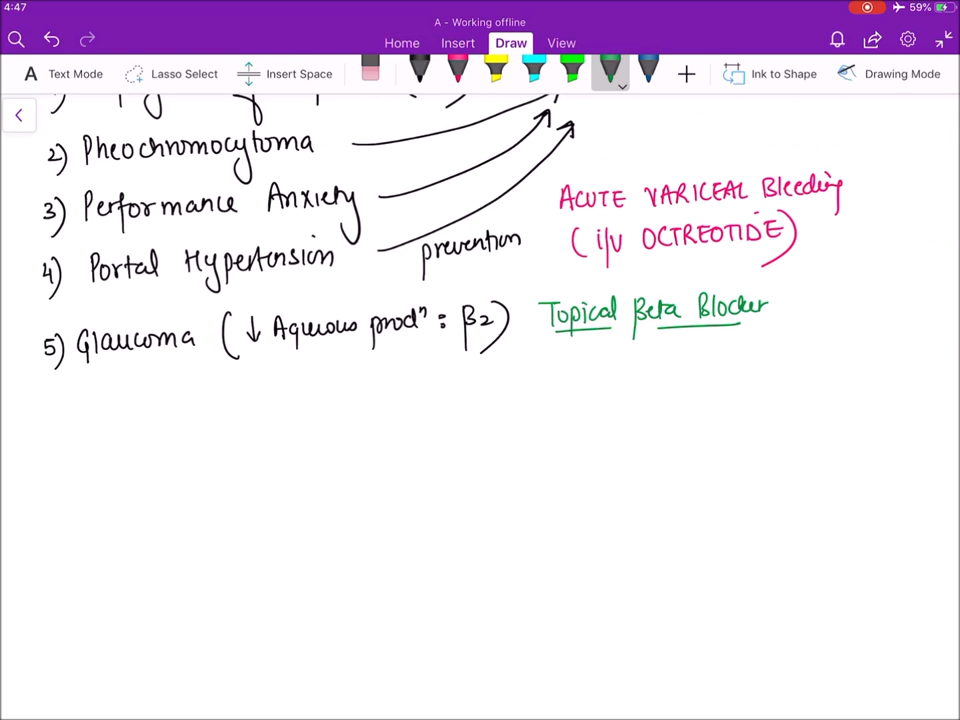 4:47
59%
A - Working offline
Home Insert Draw View
A Text Mode Lasso Select Insert Space Ink to Shape Drawing Mode
2) Pheochromocytoma
3) Performance Anxiety
4) Portal Hypertension prevention
ACUTE VARICEAL Bleeding
( i/v OCTREOTIDE )
5) Glaucoma ( ↓ Aqueous prodⁿ : β2 ) Topical Beta Blocker